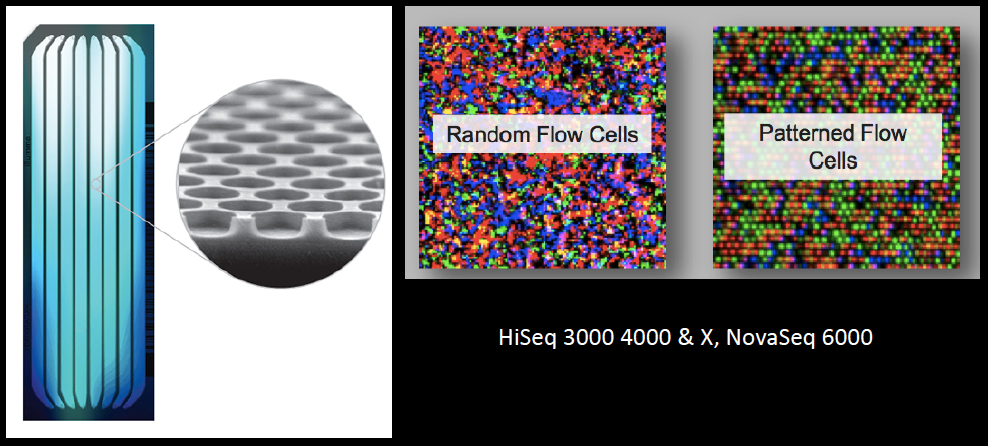 Random Flow Cells
Patterned Flow
Cells
HiSeq 3000 4000 & X, NovaSeq 6000